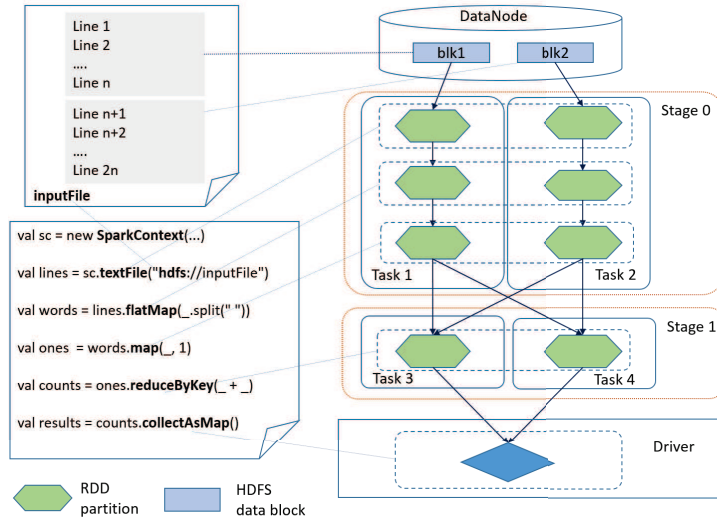 Line 1
Line 2
....
Line n
Line n+1
Line n+2
....
Line 2n
inputFile
DataNode
blk1
blk2
Stage 0
Task 1
Task 2
val sc = new SparkContext(...)
val lines = sc.textFile("hdfs://inputFile")
val words = lines.flatMap(_.split(" "))
val ones = words.map(_, 1)
val counts = ones.reduceByKey(_ + _)
val results = counts.collectAsMap()
Stage 1
Task 3
Task 4
Driver
RDD
partition
HDFS
data block